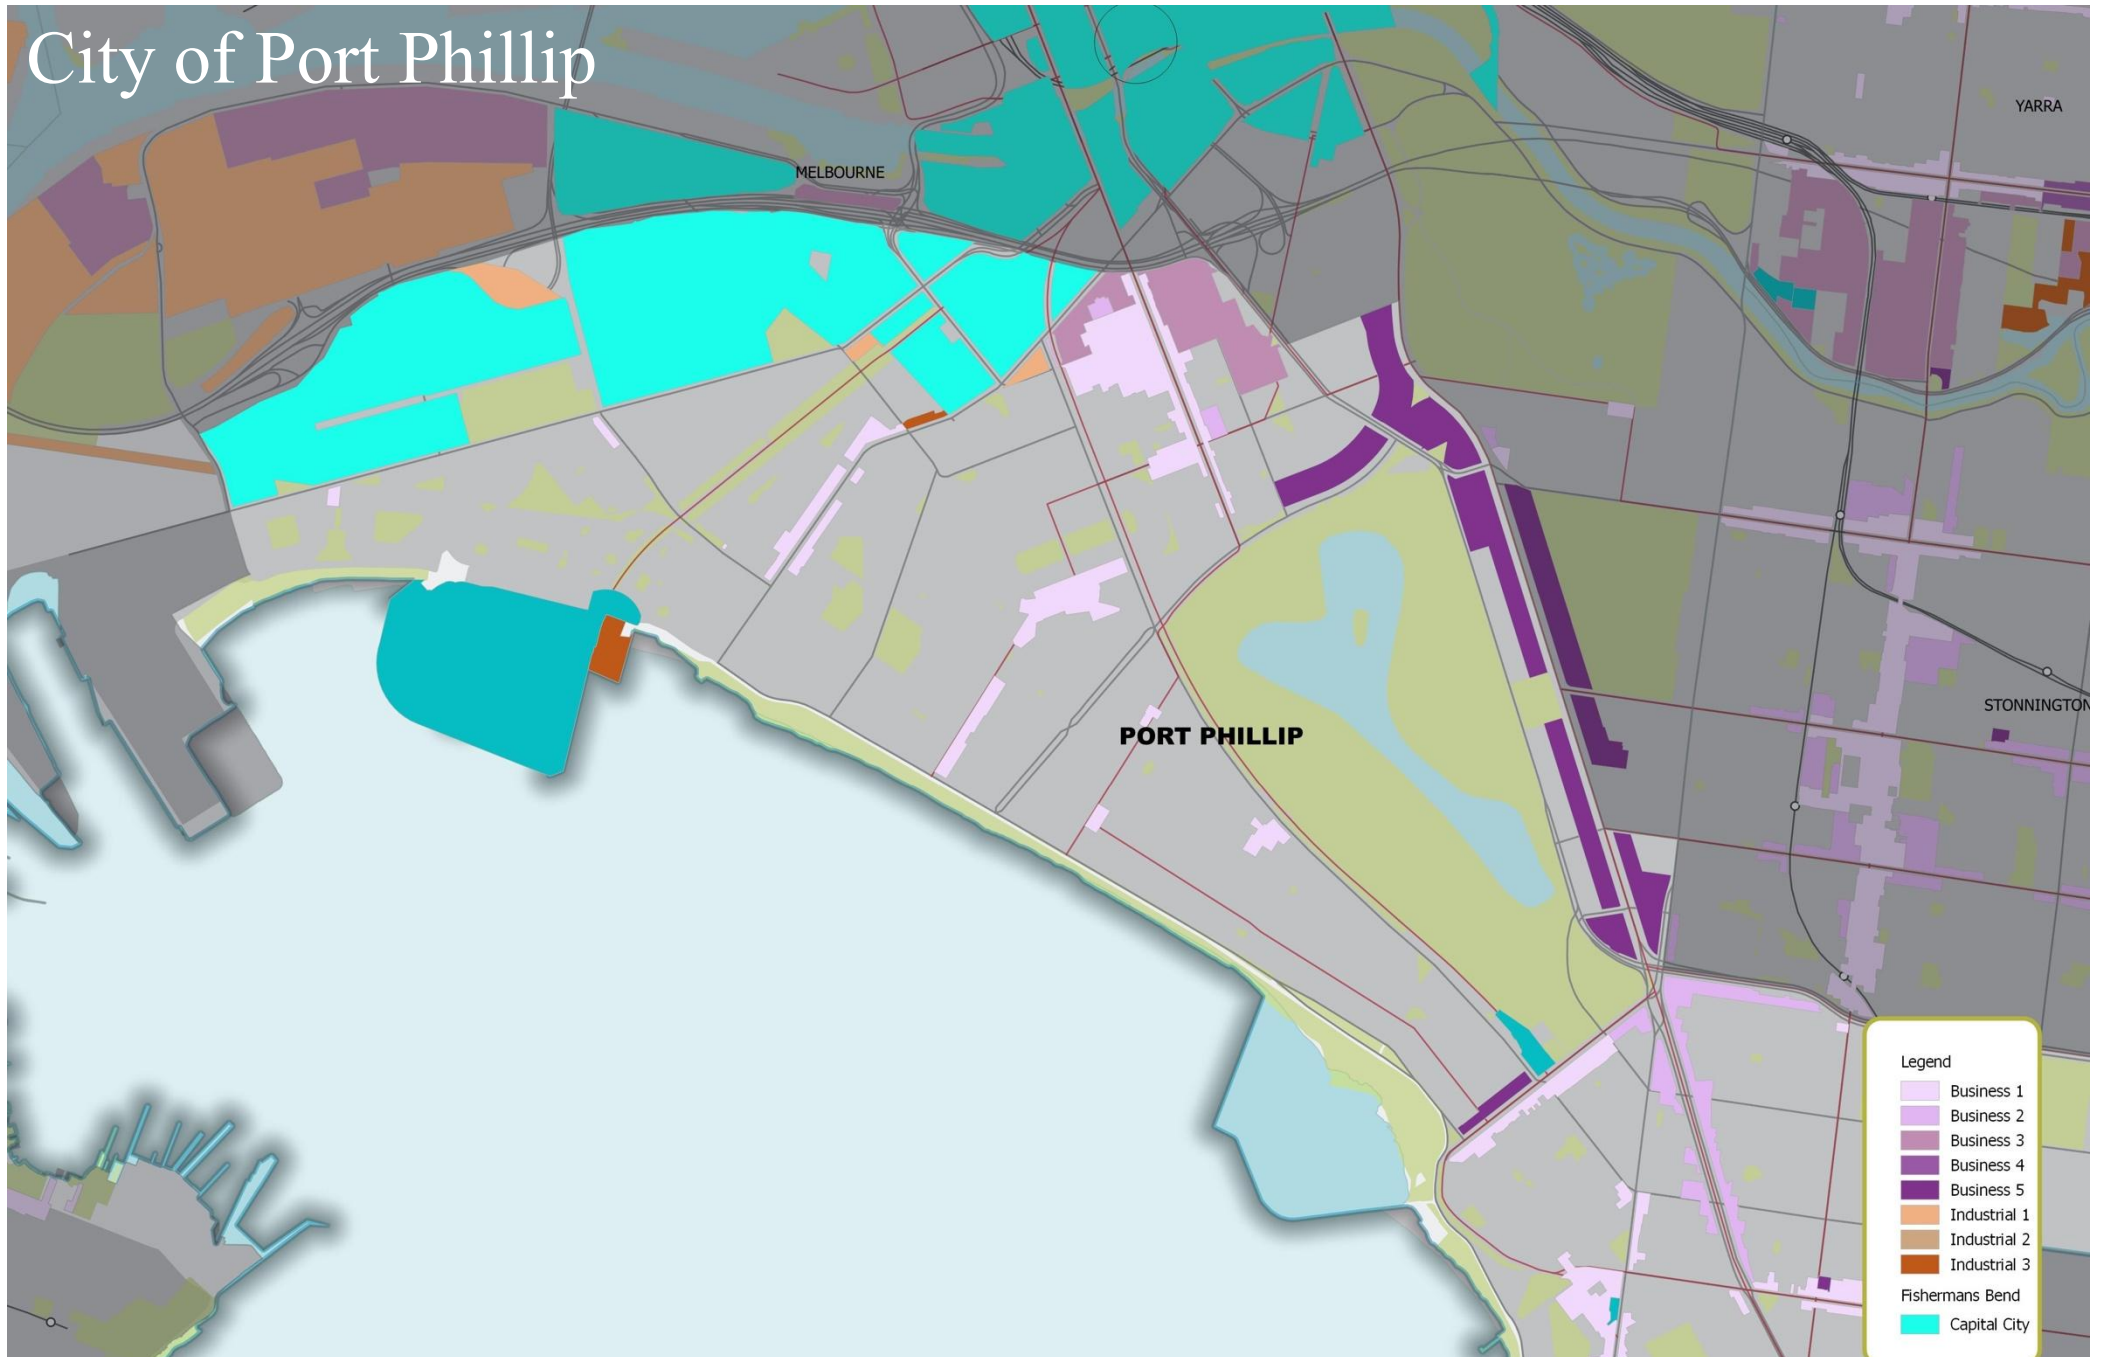 City of Port Phillip
YARRA
MELBOURNE
STONNINGTON
PORT PHILLIP
Legend
Business 1
Business 2
Business 3
Business 4
Business 5
Industrial 1
Industrial 2
Industrial 3
Fishermans Bend
Capital City